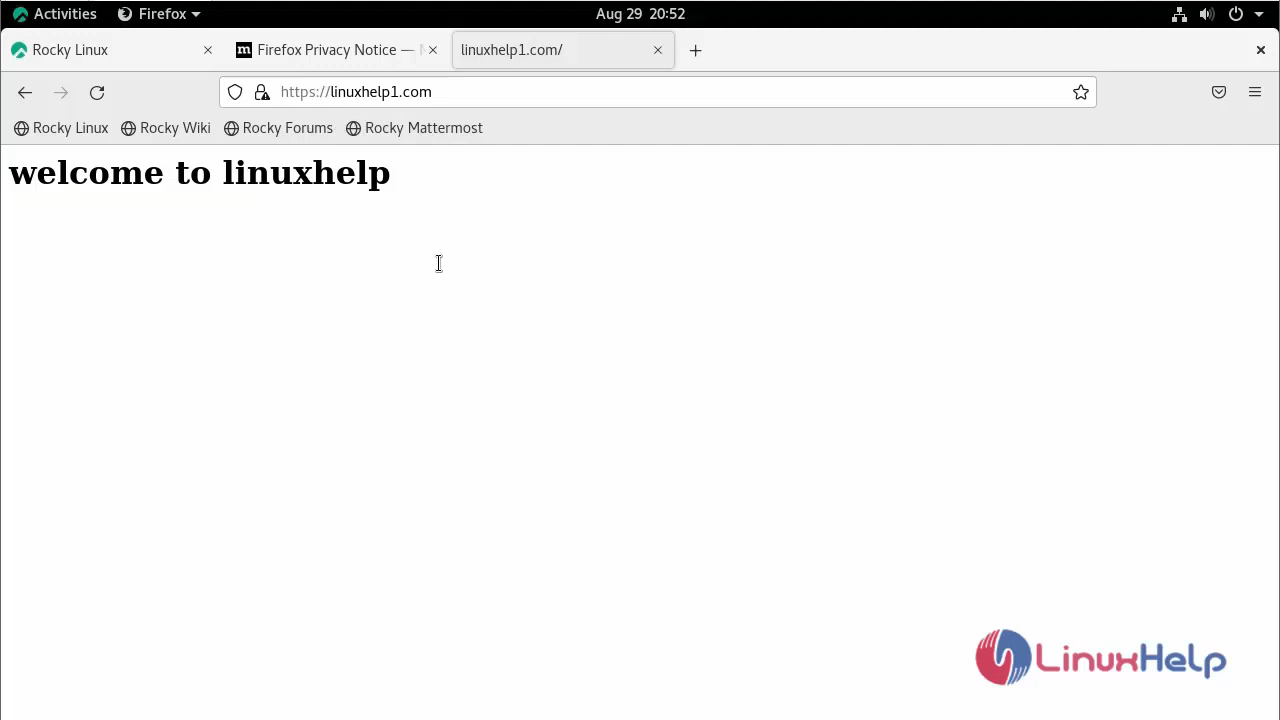 Activities Firefox Aug 29 20:52
Rocky Linux Firefox Privacy Notice — linuxhelp1.com/
https://linuxhelp1.com
Rocky Linux Rocky Wiki Rocky Forums Rocky Mattermost
welcome to linuxhelp
LinuxHelp